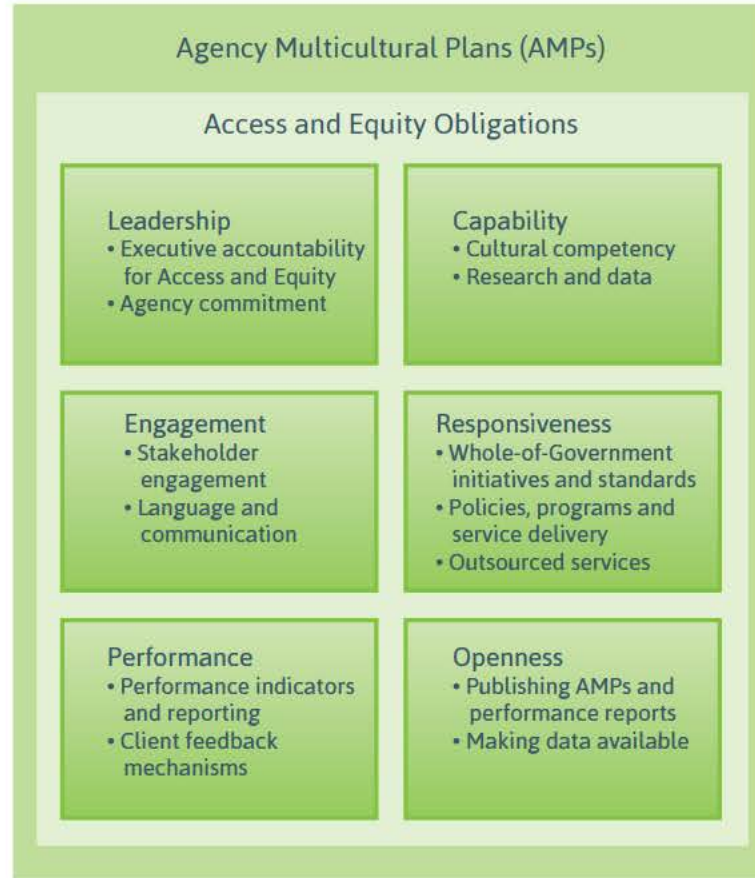 Agency Multicultural Plans (AMPs)
Access and Equity Obligations
Leadership
• Executive accountability
for Access and Equity
• Agency commitment
Capability
• Cultural competency
• Research and data
Engagement
• Stakeholder
engagement
• Language and
communication
Responsiveness
• Whole-of-Government
initiatives and standards
• Policies, programs and
service delivery
• Outsourced services
Performance
• Performance indicators
and reporting
• Client feedback
mechanisms
Openness
• Publishing AMPs and
performance reports
• Making data available